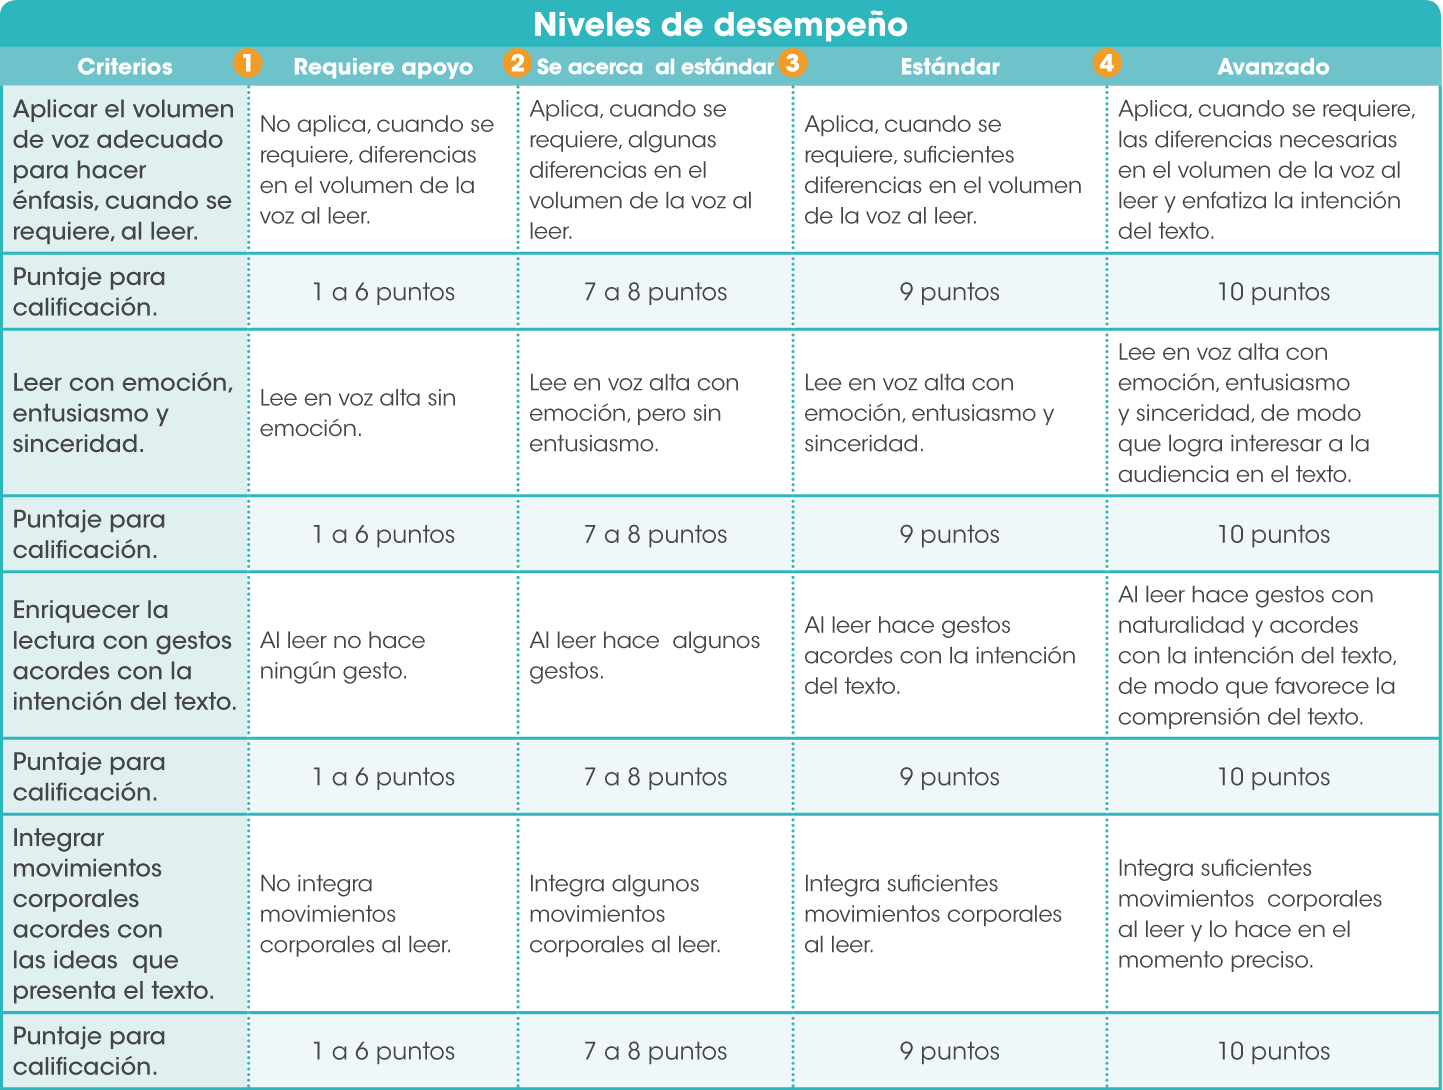 Niveles de desempeño
Criterios 1 Requiere apoyo 2 Se acerca al estándar 3 Estándar 4 Avanzado
Aplicar el volumen
de voz adecuado
para hacer
énfasis, cuando se
requiere, al leer.
No aplica, cuando se
requiere, diferencias
en el volumen de la
voz al leer.
Aplica, cuando se
requiere, algunas
diferencias en el
volumen de la voz al
leer.
Aplica, cuando se
requiere, suficientes
diferencias en el volumen
de la voz al leer.
Aplica, cuando se requiere,
las diferencias necesarias
en el volumen de la voz al
leer y enfatiza la intención
del texto.
Puntaje para
calificación.
1 a 6 puntos
7 a 8 puntos
9 puntos
10 puntos
Leer con emoción,
entusiasmo y
sinceridad.
Lee en voz alta sin
emoción.
Lee en voz alta con
emoción, pero sin
entusiasmo.
Lee en voz alta con
emoción, entusiasmo y
sinceridad.
Lee en voz alta con
emoción, entusiasmo
y sinceridad, de modo
que logra interesar a la
audiencia en el texto.
Puntaje para
calificación.
1 a 6 puntos
7 a 8 puntos
9 puntos
10 puntos
Enriquecer la
lectura con gestos
acordes con la
intención del texto.
Al leer no hace
ningún gesto.
Al leer hace algunos
gestos.
Al leer hace gestos
acordes con la intención
del texto.
Al leer hace gestos con
naturalidad y acordes
con la intención del texto,
de modo que favorece la
comprensión del texto.
Puntaje para
calificación.
1 a 6 puntos
7 a 8 puntos
9 puntos
10 puntos
Integrar
movimientos
corporales
acordes con
las ideas que
presenta el texto.
No integra
movimientos
corporales al leer.
Integra algunos
movimientos
corporales al leer.
Integra suficientes
movimientos corporales
al leer.
Integra suficientes
movimientos corporales
al leer y lo hace en el
momento preciso.
Puntaje para
calificación.
1 a 6 puntos
7 a 8 puntos
9 puntos
10 puntos